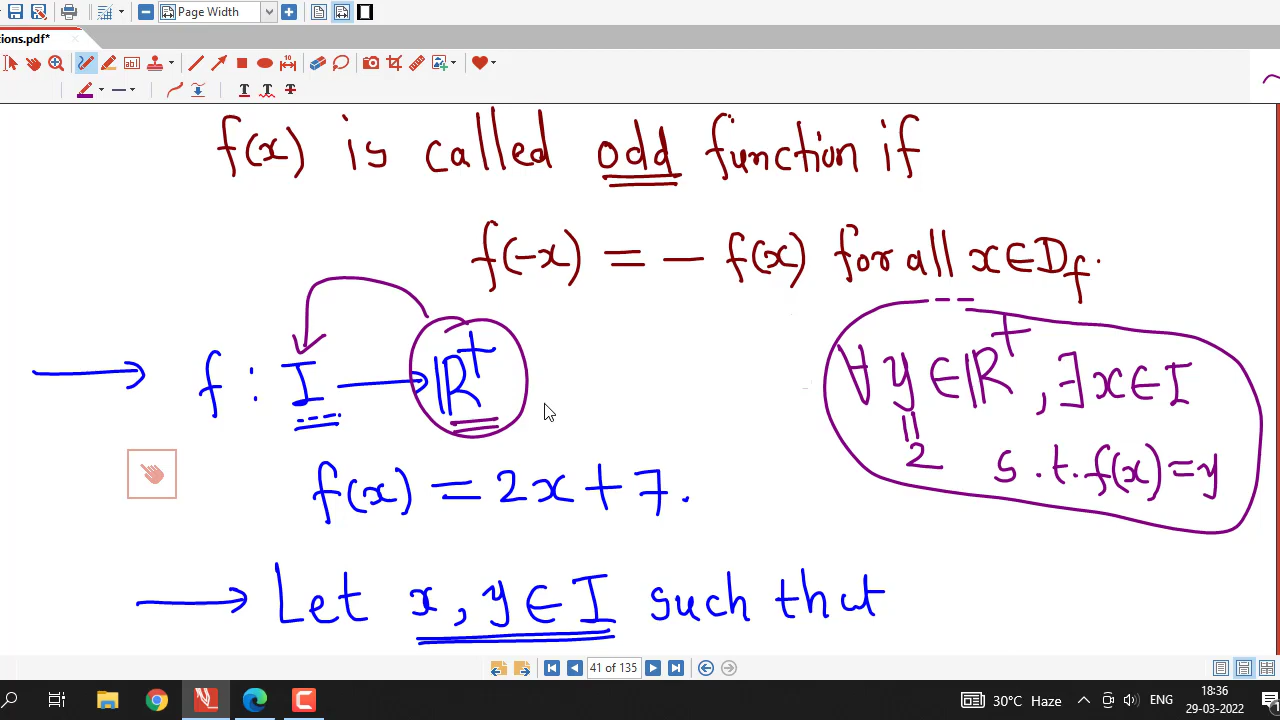 Page Width
ions.pdf*
10
T T T
f(x) is called odd function if
f(-x) = - f(x) for all x∈D_f.
f : I → ℝ⁺
∀ y∈ℝ⁺, ∃x∈I
॥
2 s.t. f(x)=y
f(x) = 2x+7.
→ Let x, y ∈ I such that
41 of 135
30°C Haze
ENG
18:36
29-03-2022